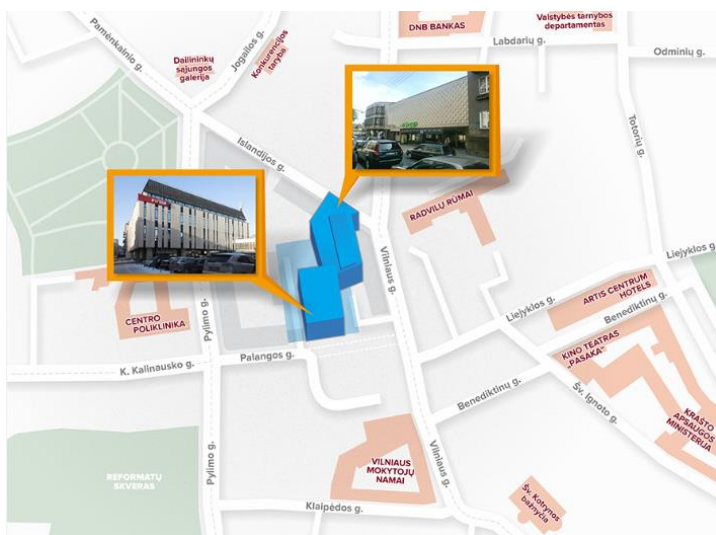 Pamėnkalnio g.
Jogailos g.
Dailininkų
sąjungos
galerija
Konkurencijos
taryba
DNB BANKAS
Valstybės tarnybos
departamentas
Labdarių g.
Odminių g.
Totorių g.
Islandijos g.
RADVILŲ RŪMAI
Vilniaus g.
Liejyklos g.
Liejyklos g.
ARTIS CENTRUM
HOTELS
Benediktinų g.
KINO TEATRAS
„PASAKA“
CENTRO
POLIKLINIKA
Pylimo g.
Palangos g.
K. Kalinausko g.
Benediktinų g.
Šv. Ignoto g.
KRAŠTO
APSAUGOS
MINISTERIJA
REFORMATŲ
SKVERAS
Pylimo g.
VILNIAUS
MOKYTOJŲ
NAMAI
Vilniaus g.
Klaipėdos g.
Šv. Kotrynos
bažnyčia